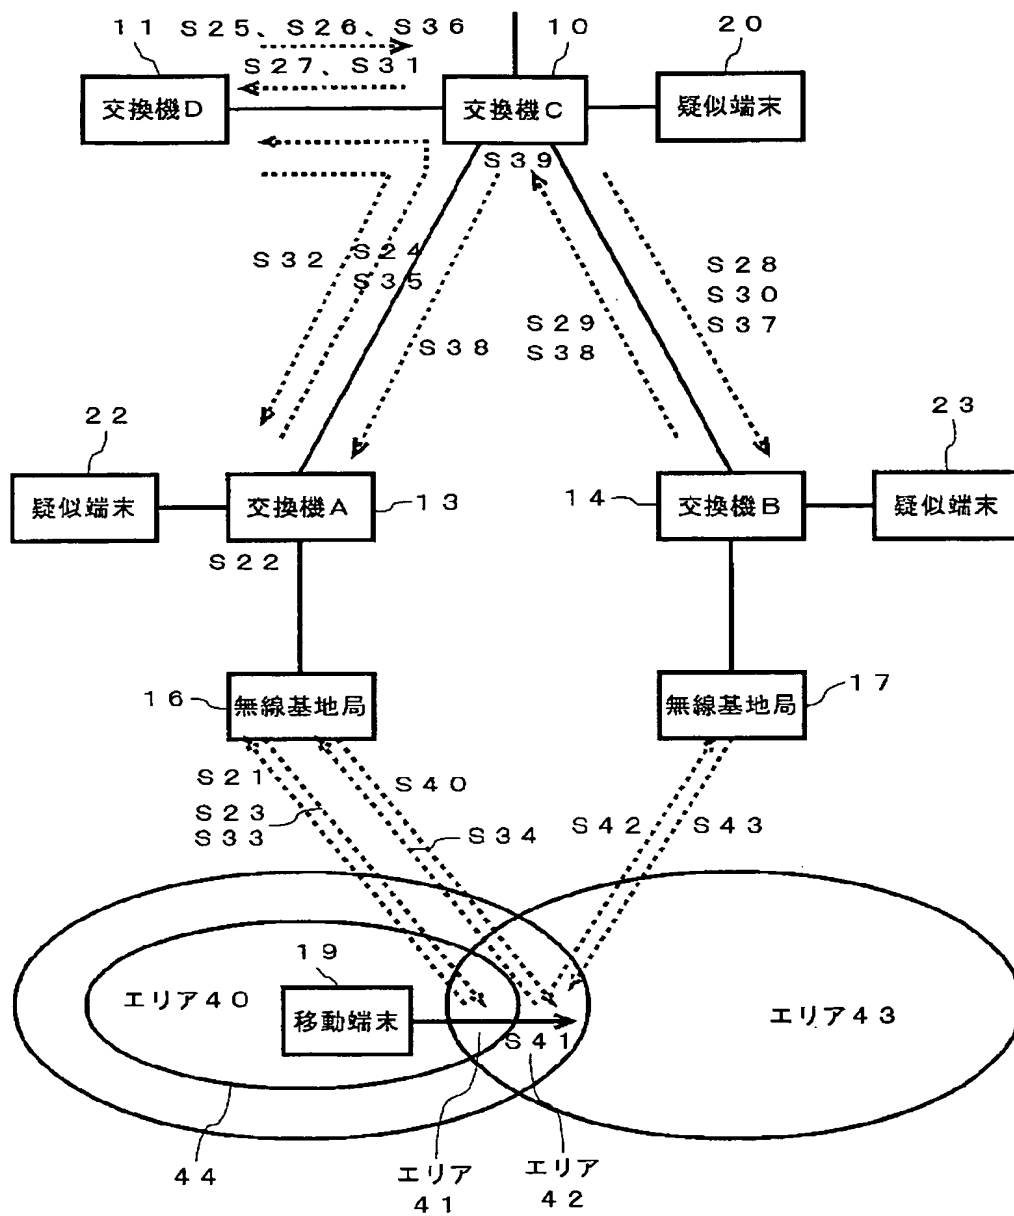 11
S25、S26、S36
10
20
S27、S31
交換機D
交換機C
疑似端末
S39
S32
S24
S35
S28
S30
S37
S38
S29
S38
22
23
疑似端末
交換機A
13
14
交換機B
疑似端末
S22
16
無線基地局
無線基地局
17
S21
S23
S33
S40
S34
S42
S43
19
エリア40
移動端末
エリア43
S41
44
エリア
41
エリア
42